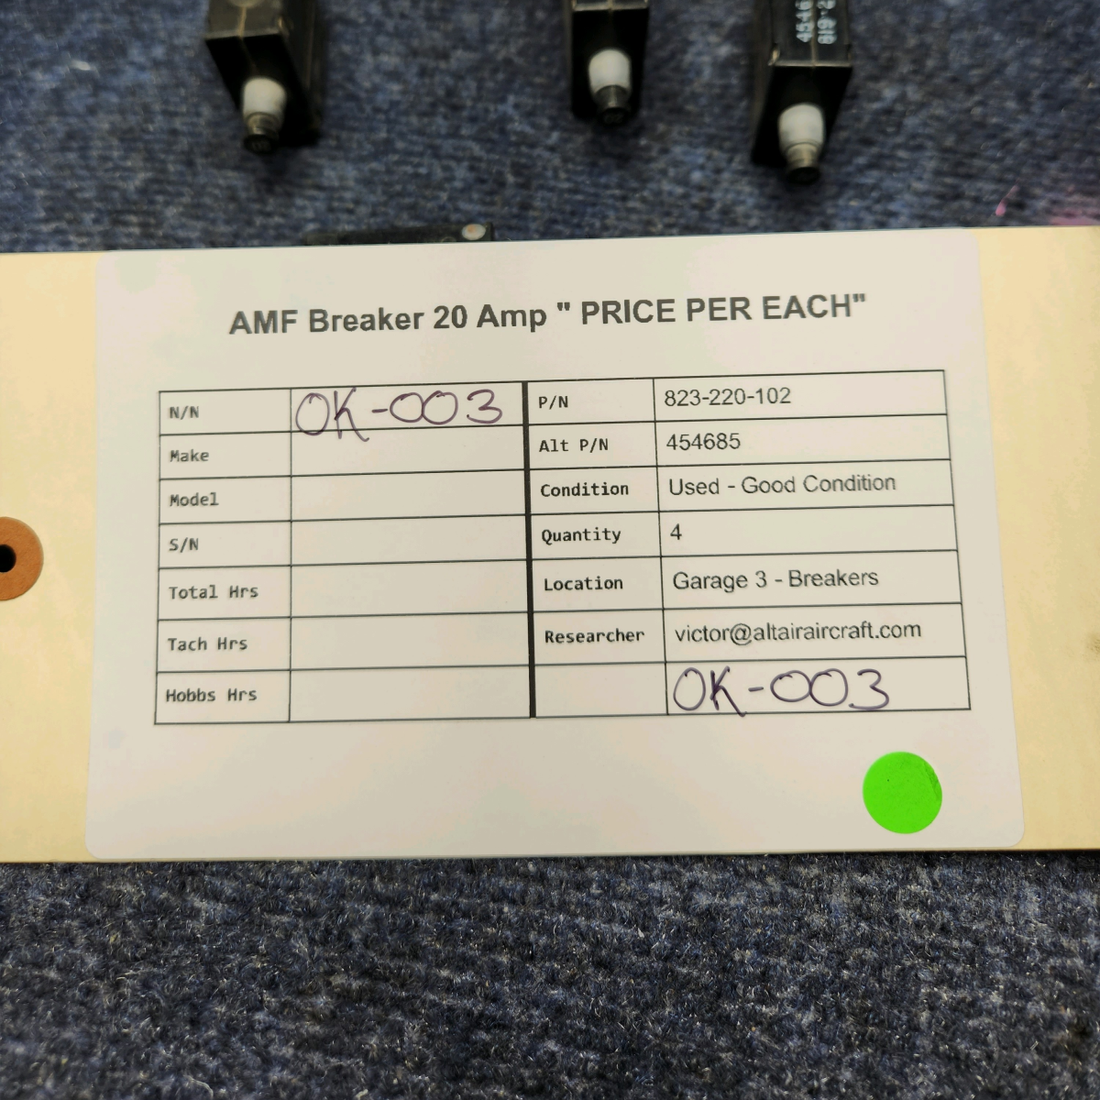 AMF Breaker 20 Amp " PRICE PER EACH"
N/N OK-003 P/N 823-220-102
Make Alt P/N 454685
Model Condition Used - Good Condition
S/N Quantity 4
Total Hrs Location Garage 3 - Breakers
Tach Hrs Researcher victor@altairaircraft.com
Hobbs Hrs OK-003